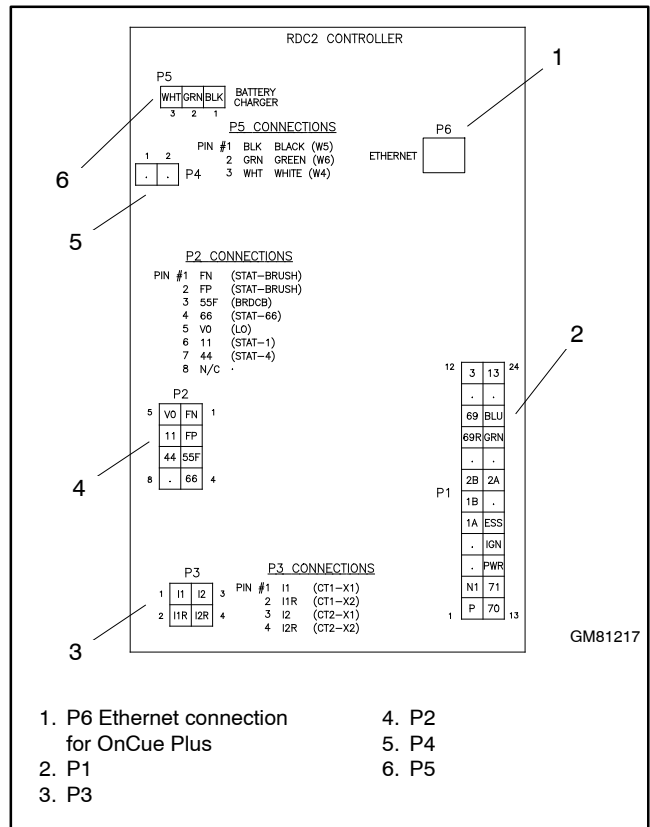 RDC2 CONTROLLER
1
P5
WHT GRN BLK
3 2 1
BATTERY
CHARGER
P5 CONNECTIONS
PIN #1 BLK BLACK (W5)
2 GRN GREEN (W6)
3 WHT WHITE (W4)
P6
ETHERNET
6
1 2
. . P4
5
P2 CONNECTIONS
PIN #1 FN (STAT-BRUSH)
2 FP (STAT-BRUSH)
3 55F (BRDCB)
4 66 (STAT-66)
5 V0 (LO)
6 11 (STAT-1)
7 44 (STAT-4)
8 N/C .
2
P2
5 V0 FN 1
11 FP
44 55F
8 . 66 4
4
12 3 13 24
. .
69 BLU
69R GRN
. .
2B 2A
P1
1B .
1A ESS
. IGN
. PWR
N1 71
1 P 70 13
P3
1 I1 I2 3
2 I1R I2R 4
3
P3 CONNECTIONS
PIN #1 I1 (CT1-X1)
2 I1R (CT1-X2)
3 I2 (CT2-X1)
4 I2R (CT2-X2)
GM81217
1. P6 Ethernet connection
for OnCue Plus
2. P1
3. P3
4. P2
5. P4
6. P5